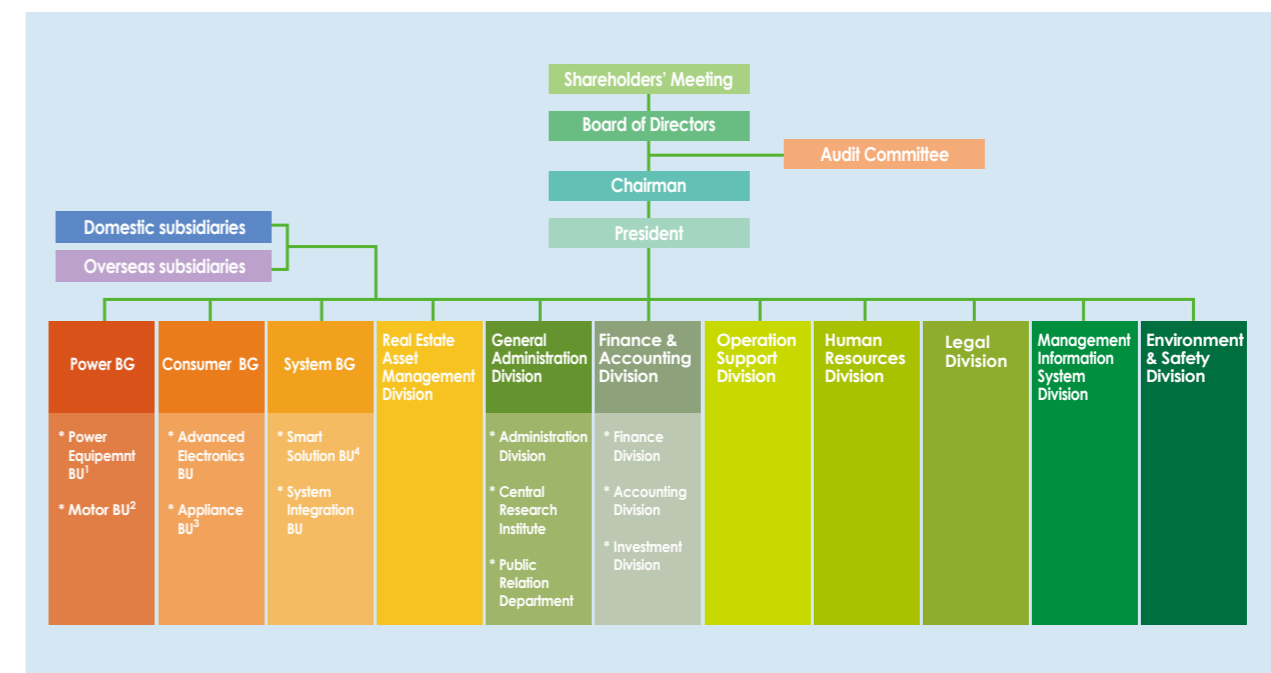 Shareholders' Meeting
Board of Directors
Audit Committee
Chairman
President
Domestic subsidiaries
Overseas subsidiaries
Power BG
Consumer BG
System BG
Real Estate
Asset
Management
Division
General
Administration
Division
Finance &
Accounting
Division
Operation
Support
Division
Human
Resources
Division
Legal
Division
Management
Information
System
Division
Environment
& Safety
Division
* Power
Equipemnt
BU1
* Motor BU2
* Advanced
Electronics
BU
* Appliance
BU3
* Smart
Solution BU4
* System
Integration
BU
* Administration
Division
* Central
Research
Institute
* Public
Relation
Department
* Finance
Division
* Accounting
Division
* Investment
Division